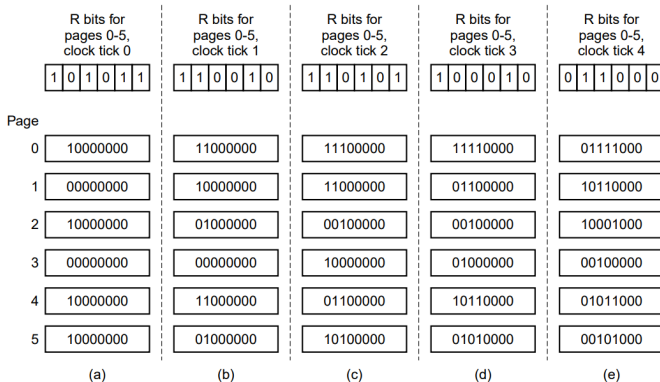 R bits for R bits for R bits for R bits for R bits for
pages 0-5, pages 0-5, pages 0-5, pages 0-5, pages 0-5,
clock tick 0 clock tick 1 clock tick 2 clock tick 3 clock tick 4
1 0 1 0 1 1 1 1 0 0 1 0 1 1 0 1 0 1 1 0 0 0 1 0 0 1 1 0 0 0
Page
0 10000000 11000000 11100000 11110000 01111000
1 00000000 10000000 11000000 01100000 10110000
2 10000000 01000000 00100000 00100000 10001000
3 00000000 00000000 10000000 01000000 00100000
4 10000000 11000000 01100000 10110000 01011000
5 10000000 01000000 10100000 01010000 00101000
(a) (b) (c) (d) (e)